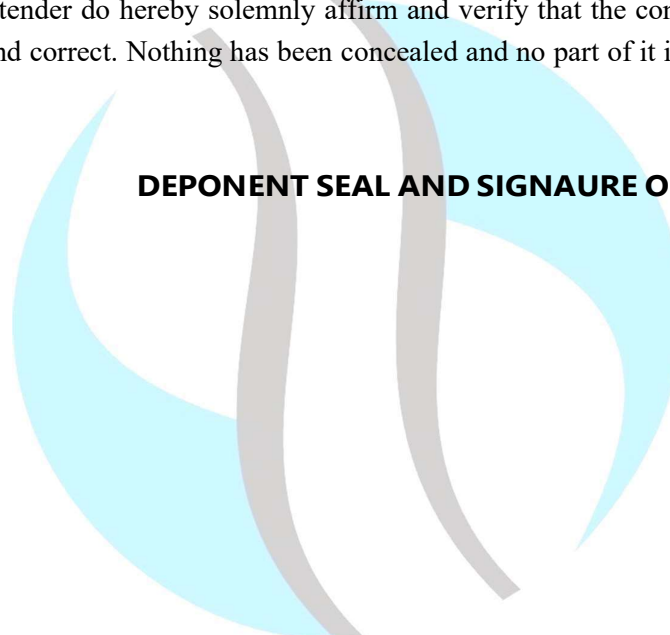 tender do hereby solemnly affirm and verify that the con
nd correct. Nothing has been concealed and no part of it i
DEPONENT SEAL AND SIGNAURE O